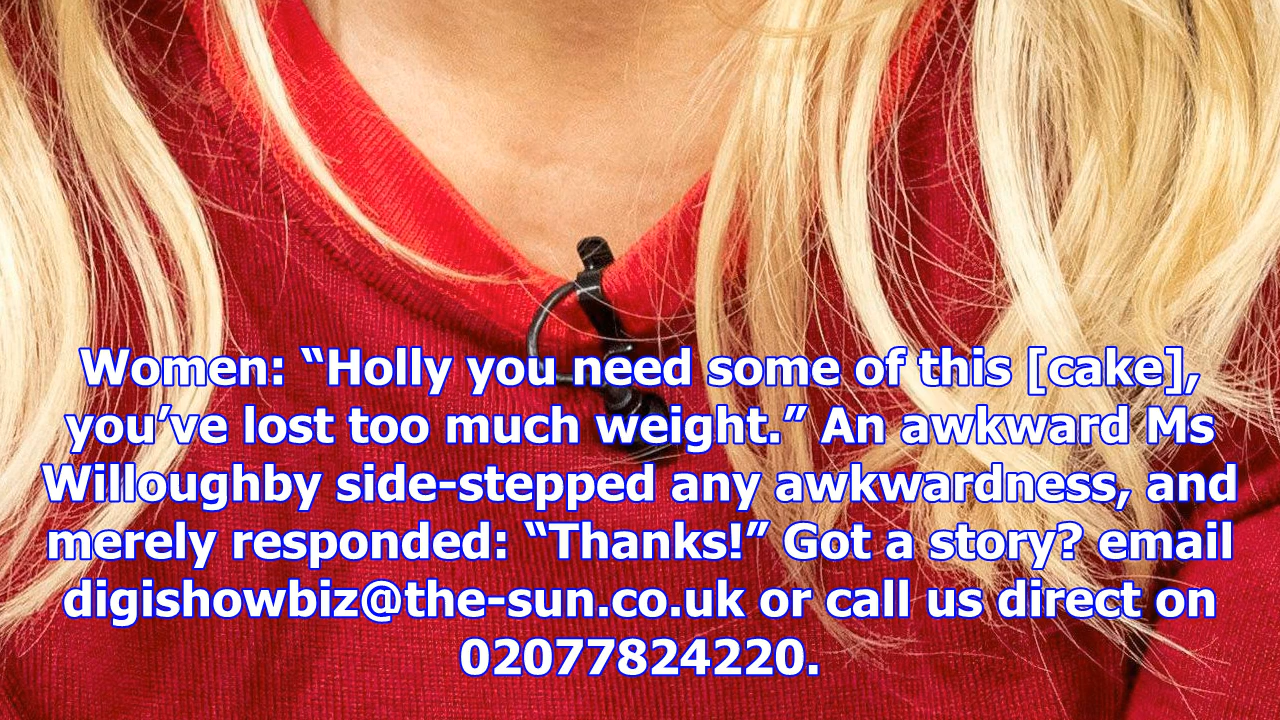 Women: “Holly you need some of this [cake],
you’ve lost too much weight.” An awkward Ms
Willoughby side-stepped any awkwardness, and
merely responded: “Thanks!” Got a story? email
digishowbiz@the-sun.co.uk or call us direct on
02077824220.